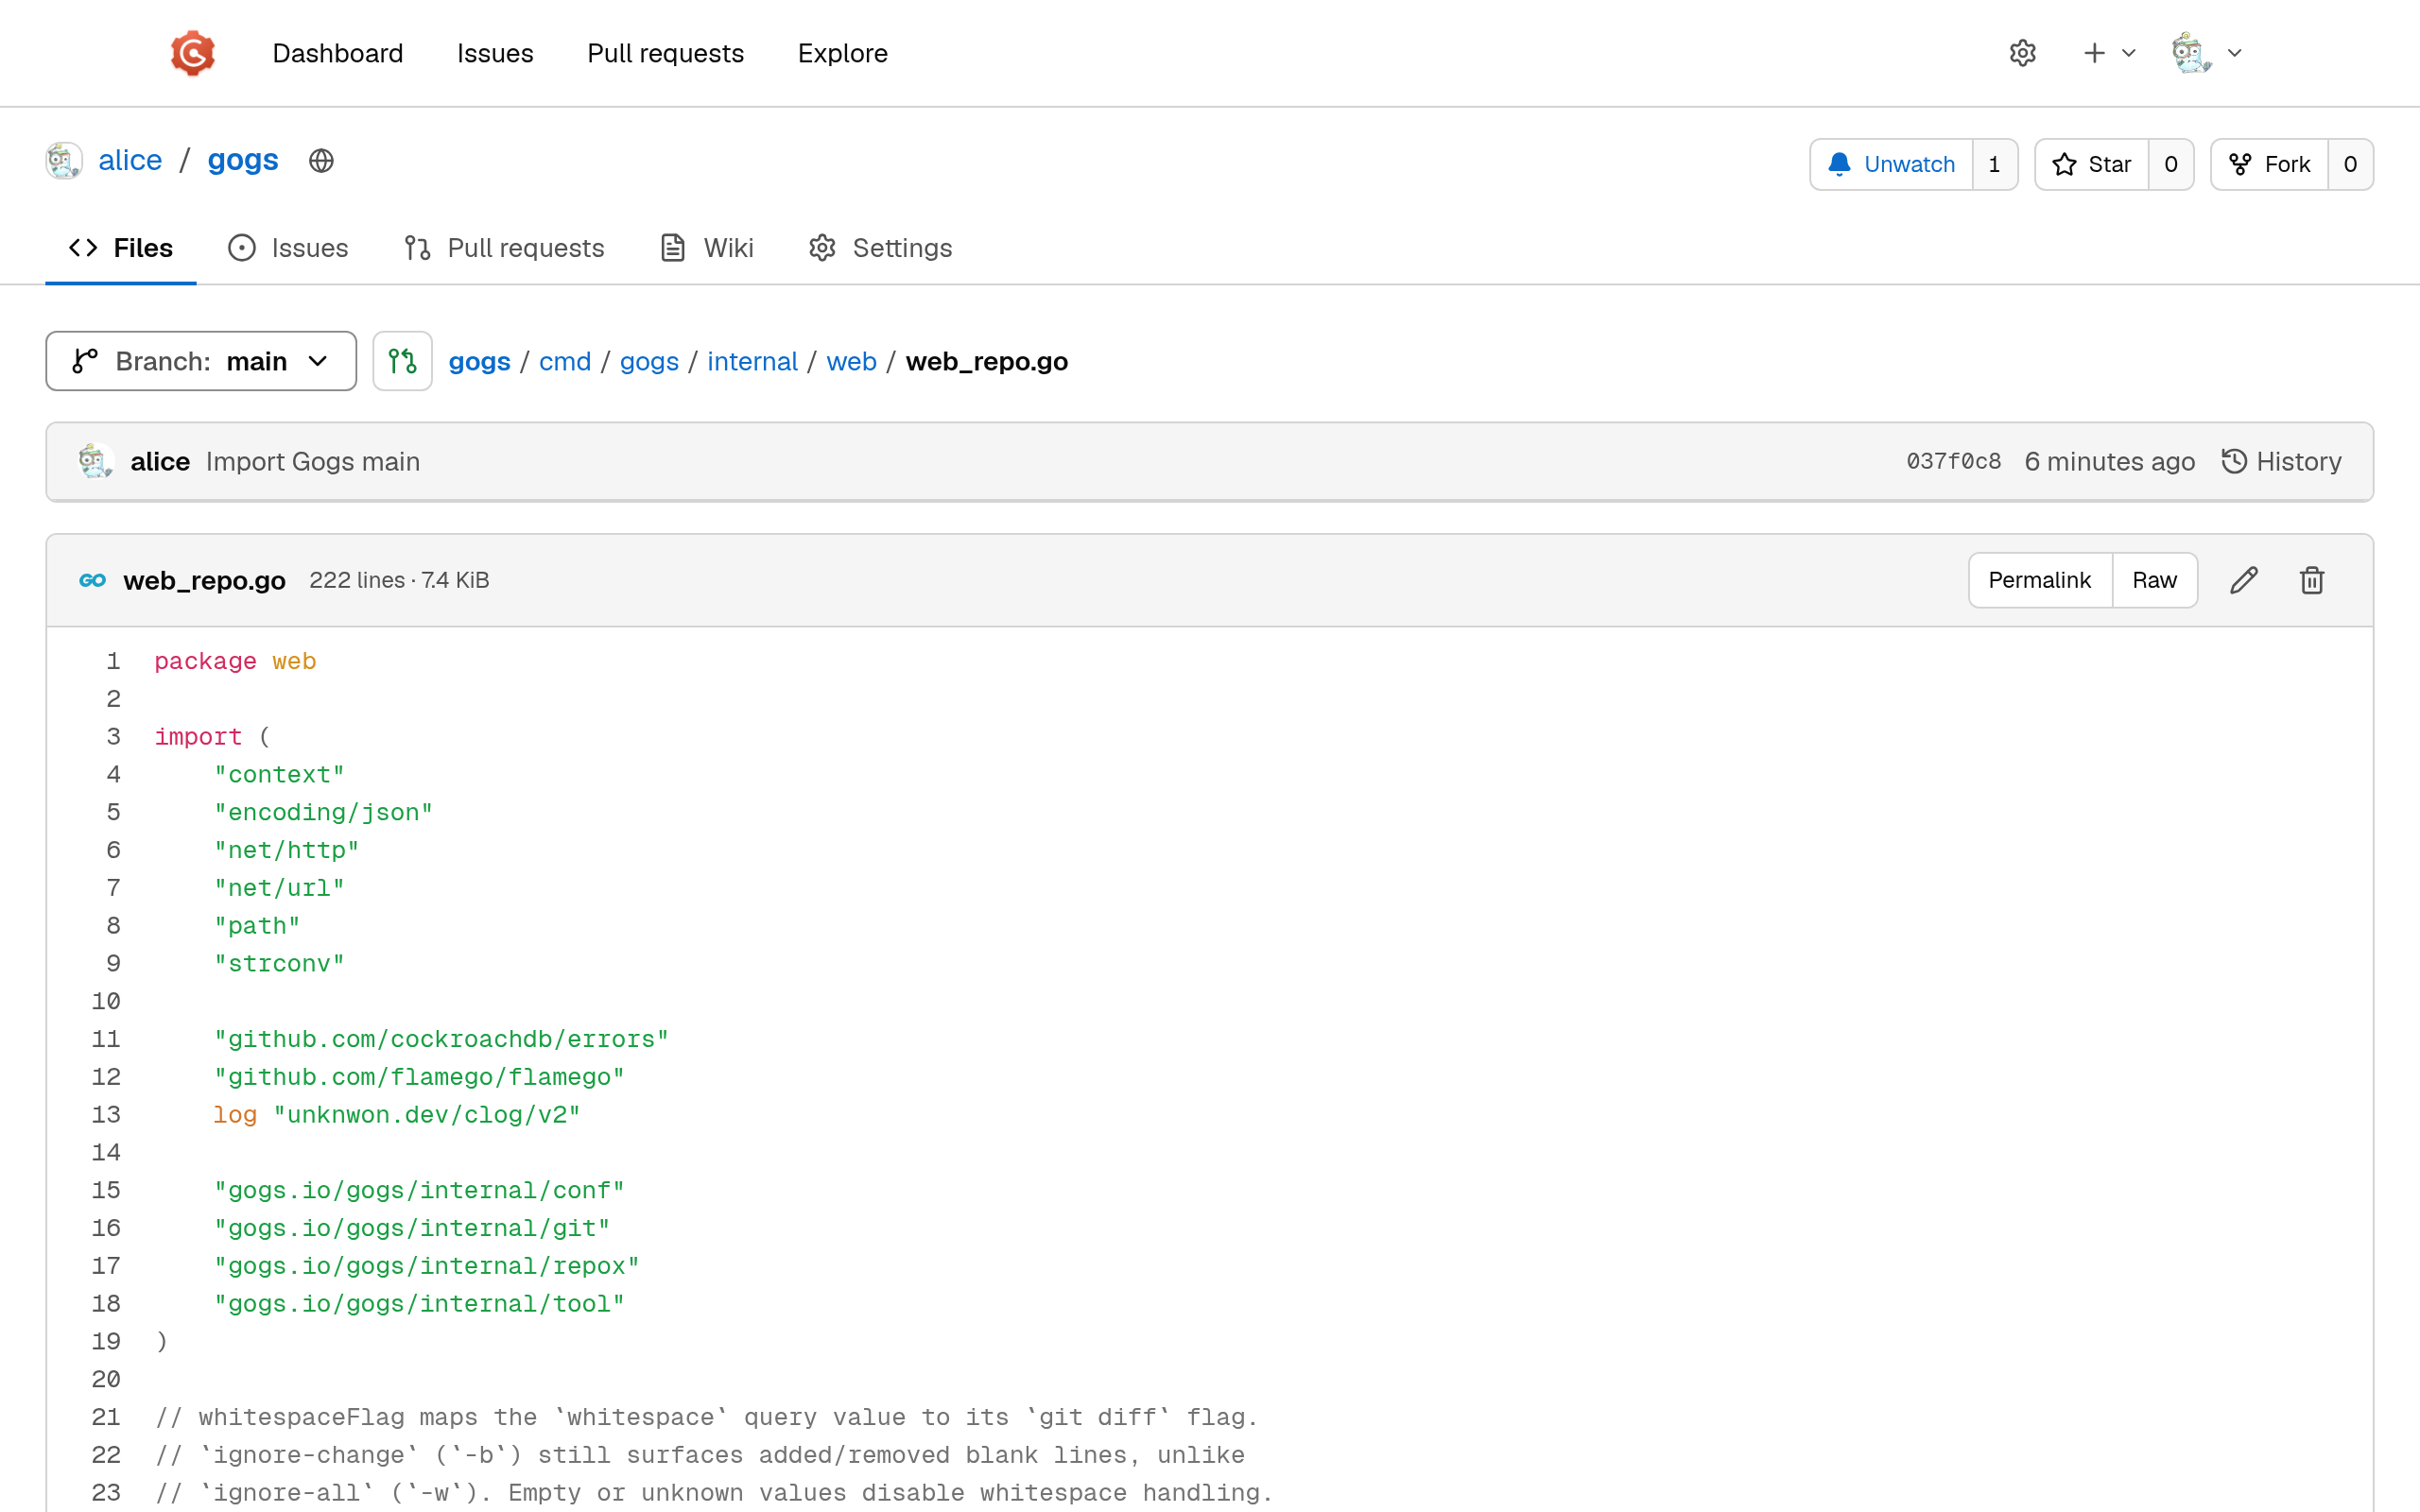 Dashboard Issues Pull requests Explore
alice / gogs
Unwatch 1 Star 0 Fork 0
Files Issues Pull requests Wiki Settings
Branch: main gogs / cmd / gogs / internal / web / web_repo.go
alice Import Gogs main 037f0c8 6 minutes ago History
GO web_repo.go 222 lines · 7.4 KiB Permalink Raw
1 package web
2
3 import (
4     "context"
5     "encoding/json"
6     "net/http"
7     "net/url"
8     "path"
9     "strconv"
10
11     "github.com/cockroachdb/errors"
12     "github.com/flamego/flamego"
13     log "unknwon.dev/clog/v2"
14
15     "gogs.io/gogs/internal/conf"
16     "gogs.io/gogs/internal/git"
17     "gogs.io/gogs/internal/repox"
18     "gogs.io/gogs/internal/tool"
19 )
20
21 // whitespaceFlag maps the `whitespace` query value to its `git diff` flag.
22 // `ignore-change` (`-b`) still surfaces added/removed blank lines, unlike
23 // `ignore-all` (`-w`). Empty or unknown values disable whitespace handling.